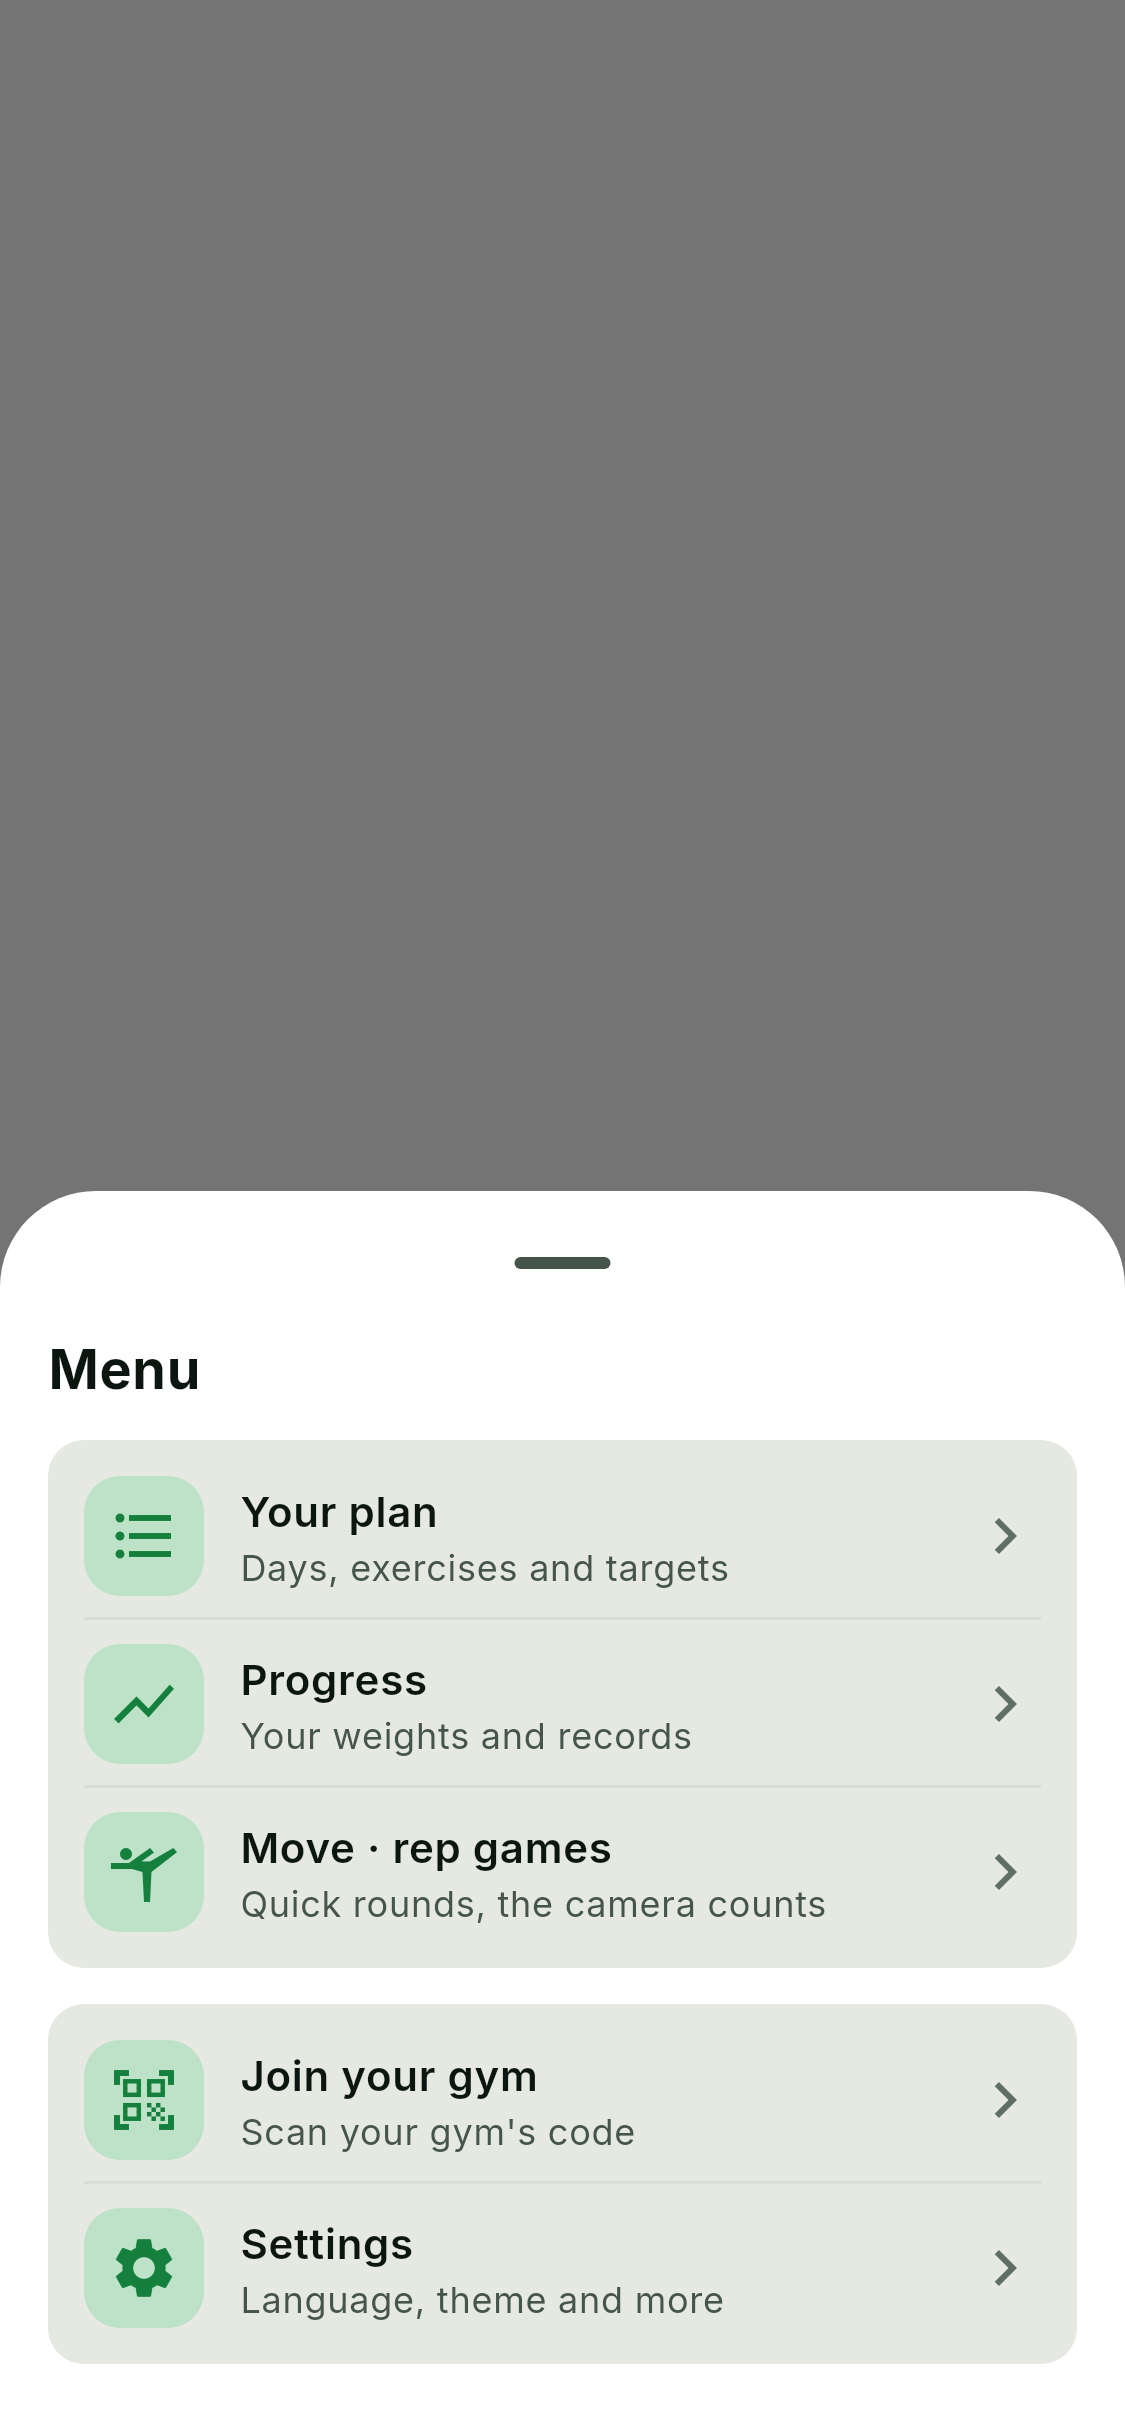 Menu
Your plan
Days, exercises and targets
Progress
Your weights and records
Move · rep games
Quick rounds, the camera counts
Join your gym
Scan your gym's code
Settings
Language, theme and more